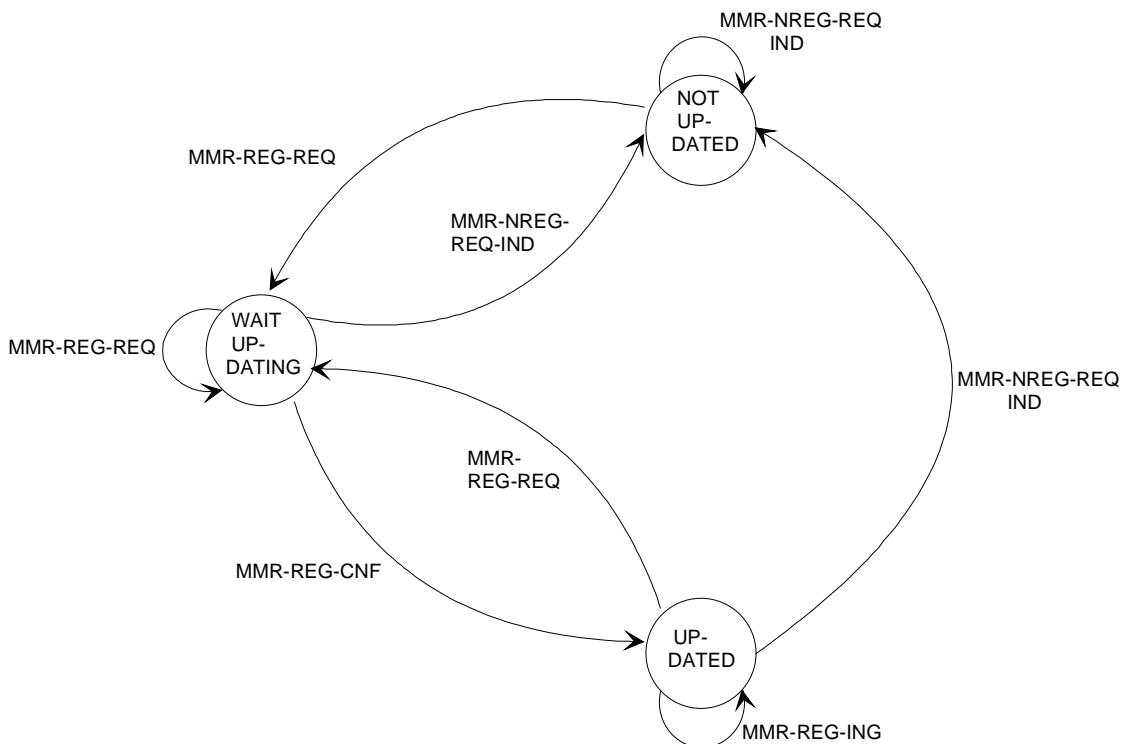 MMR-NREG-REQ
IND
NOT
UP-
DATED
MMR-REG-REQ
MMR-NREG-
REQ-IND
WAIT
UP-
DATING
MMR-REG-REQ
MMR-NREG-REQ
IND
MMR-
REG-REQ
MMR-REG-CNF
UP-
DATED
MMR-REG-ING